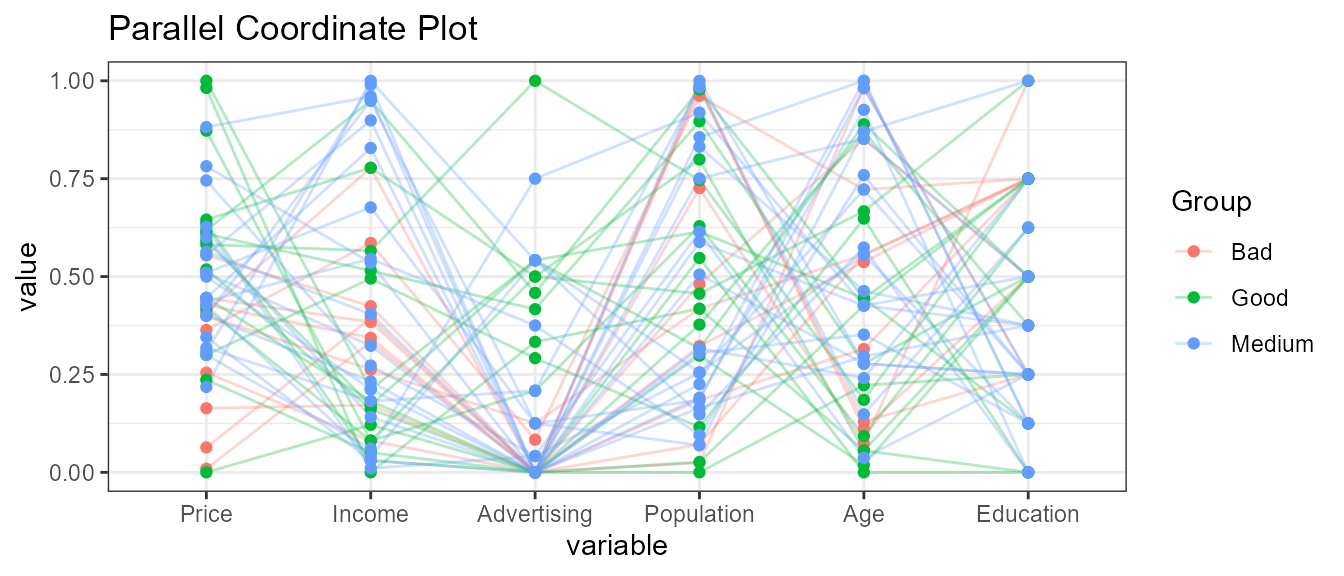 Parallel Coordinate Plot
1.00
0.75
0.50
0.25
0.00
value
Price Income Advertising Population Age Education
variable
Group
Bad
Good
Medium